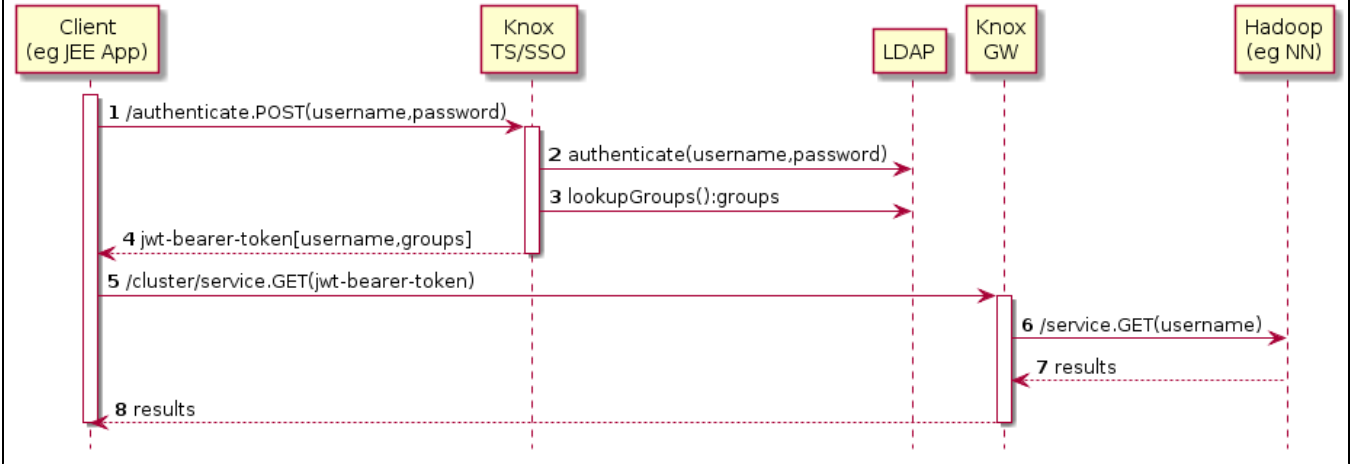 Client
(eg JEE App)
Knox
TS/SSO
LDAP
Knox
GW
Hadoop
(eg NN)
1 /authenticate.POST(username,password)
2 authenticate(username,password)
3 lookupGroups():groups
4 jwt-bearer-token[username,groups]
5 /cluster/service.GET(jwt-bearer-token)
6 /service.GET(username)
7 results
8 results